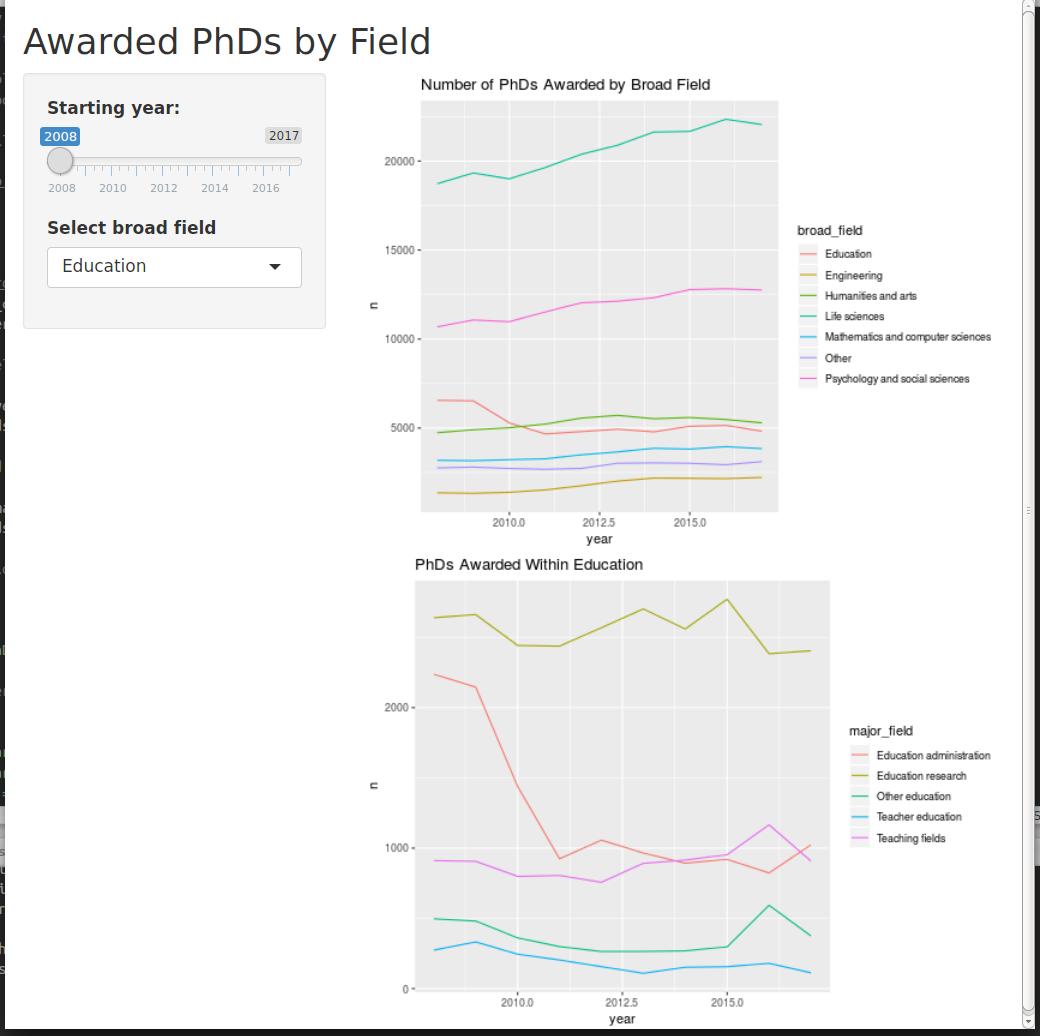 Awarded PhDs by Field
Starting year:
2008 2017
2008 2010 2012 2014 2016
Select broad field
Education
Number of PhDs Awarded by Broad Field
20000
15000
10000
5000
n
2010.0 2012.5 2015.0
year
broad_field
Education
Engineering
Humanities and arts
Life sciences
Mathematics and computer sciences
Other
Psychology and social sciences
PhDs Awarded Within Education
2000
1000
0
n
2010.0 2012.5 2015.0
year
major_field
Education administration
Education research
Other education
Teacher education
Teaching fields